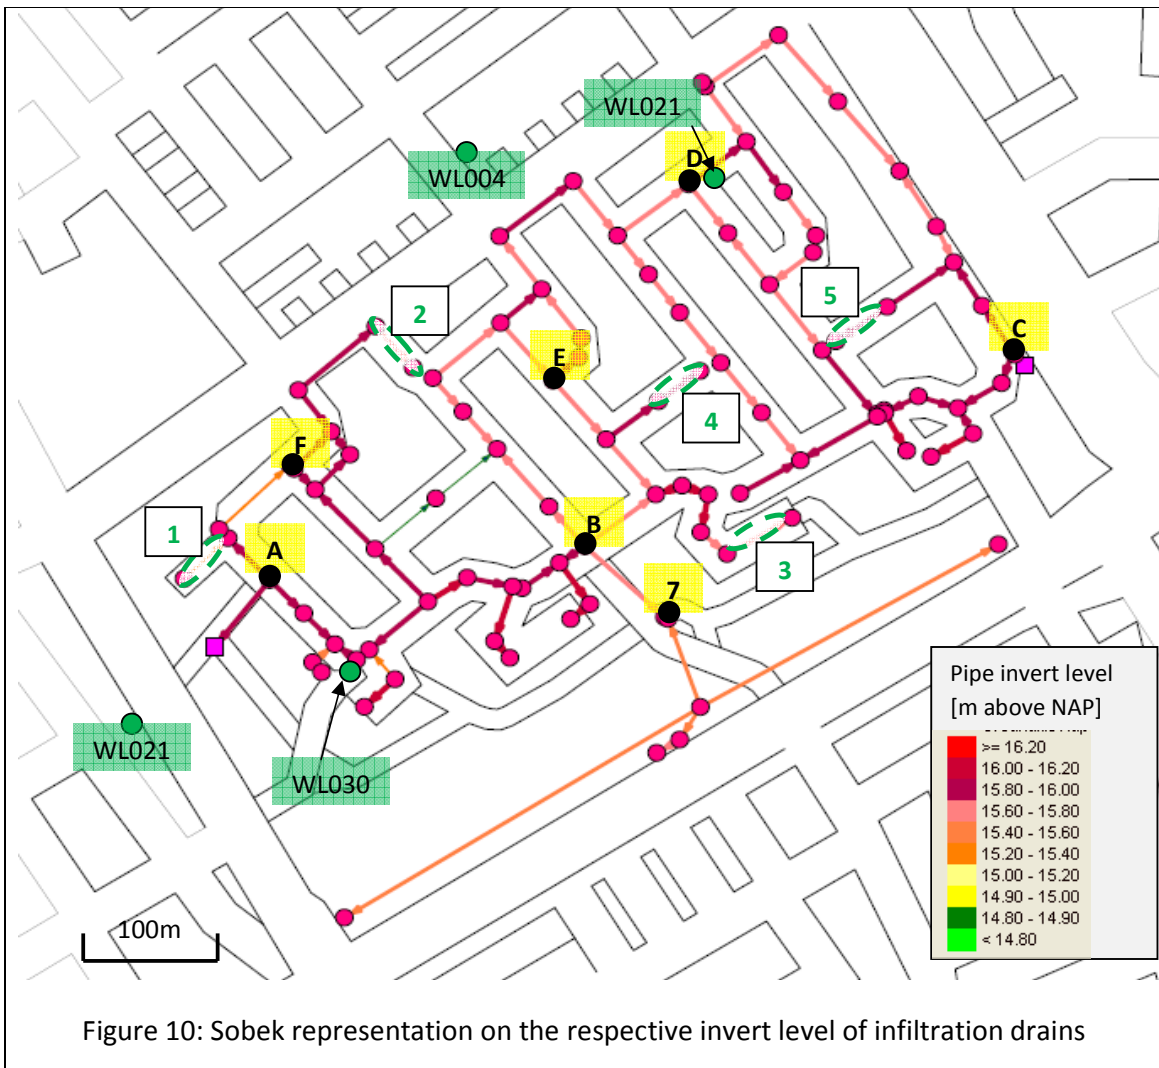 WL021
WL004
D
5
2
C
E
4
F
1
A
B
3
7
WL021
WL030
Pipe invert level
[m above NAP]
>= 16.20
16.00 - 16.20
15.80 - 16.00
15.60 - 15.80
15.40 - 15.60
15.20 - 15.40
15.00 - 15.20
14.90 - 15.00
14.80 - 14.90
< 14.80
100m
Figure 10: Sobek representation on the respective invert level of infiltration drains